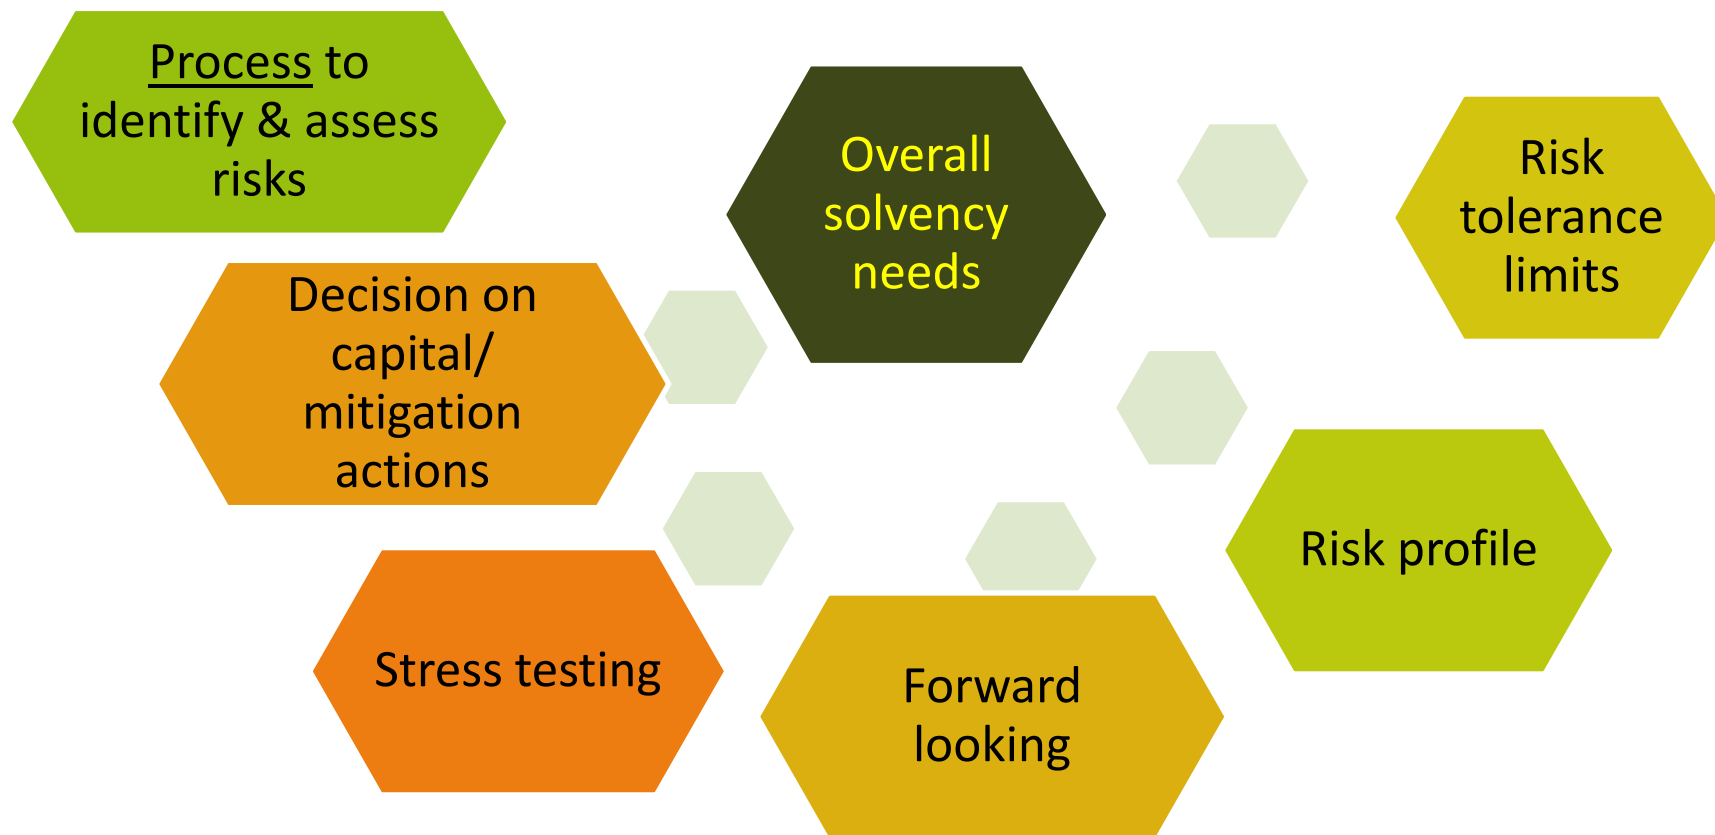 Process to
identify & assess
risks
Overall
solvency
needs
Risk
tolerance
limits
Decision on
capital/
mitigation
actions
Risk profile
Stress testing
Forward
looking